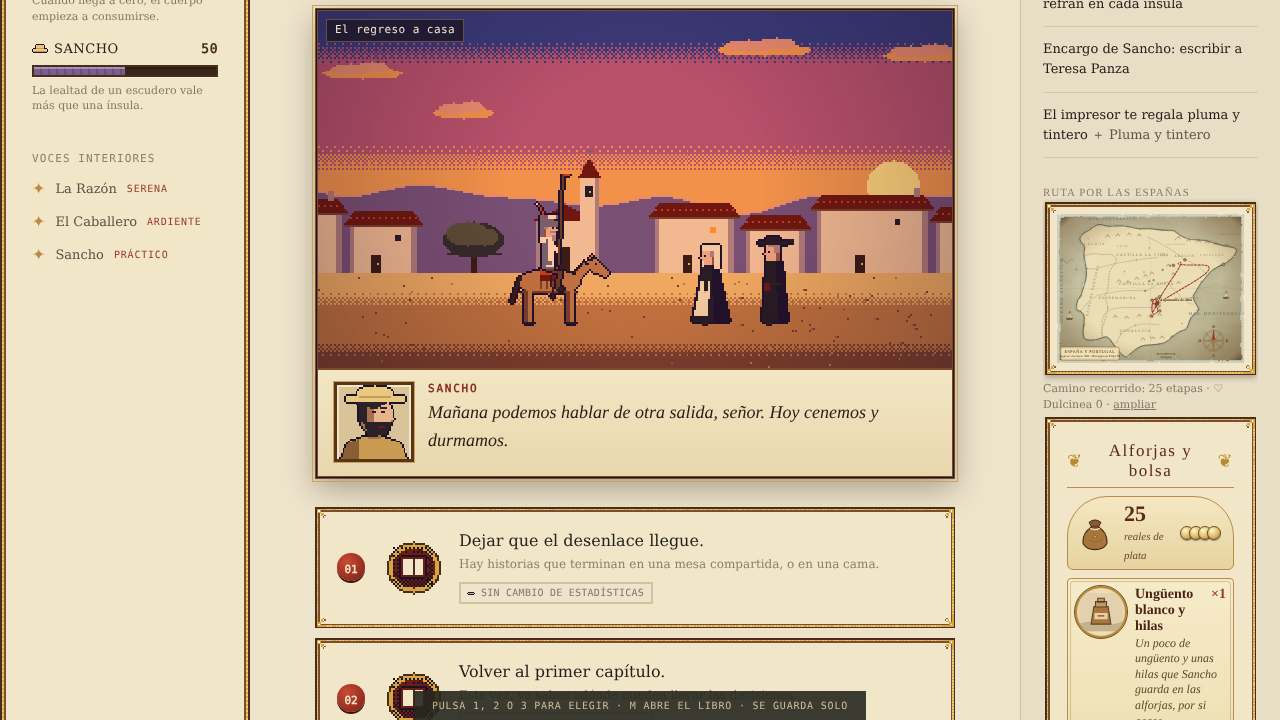 Cuando llega a cero, el cuerpo
empieza a consumirse.
SANCHO 50
La lealtad de un escudero vale
más que una ínsula.
VOCES INTERIORES
La Razón SERENA
El Caballero ARDIENTE
Sancho PRÁCTICO
El regreso a casa
SANCHO
Mañana podemos hablar de otra salida, señor. Hoy cenemos y
durmamos.
01
Dejar que el desenlace llegue.
Hay historias que terminan en una mesa compartida, o en una cama.
SIN CAMBIO DE ESTADÍSTICAS
02
Volver al primer capítulo.
PULSA 1, 2 O 3 PARA ELEGIR · M ABRE EL LIBRO · SE GUARDA SOLO
refrán en cada ínsula
Encargo de Sancho: escribir a
Teresa Panza
El impresor te regala pluma y
tintero + Pluma y tintero
RUTA POR LAS ESPAÑAS
ESPAÑA Y PORTUGAL
Camino recorrido: 25 etapas · ♡
Dulcinea 0 · ampliar
Alforjas y
bolsa
25
reales de
plata
Ungüento ×1
blanco y
hilas
Un poco de
ungüento y unas
hilas que Sancho
guarda en las
alforjas, por si